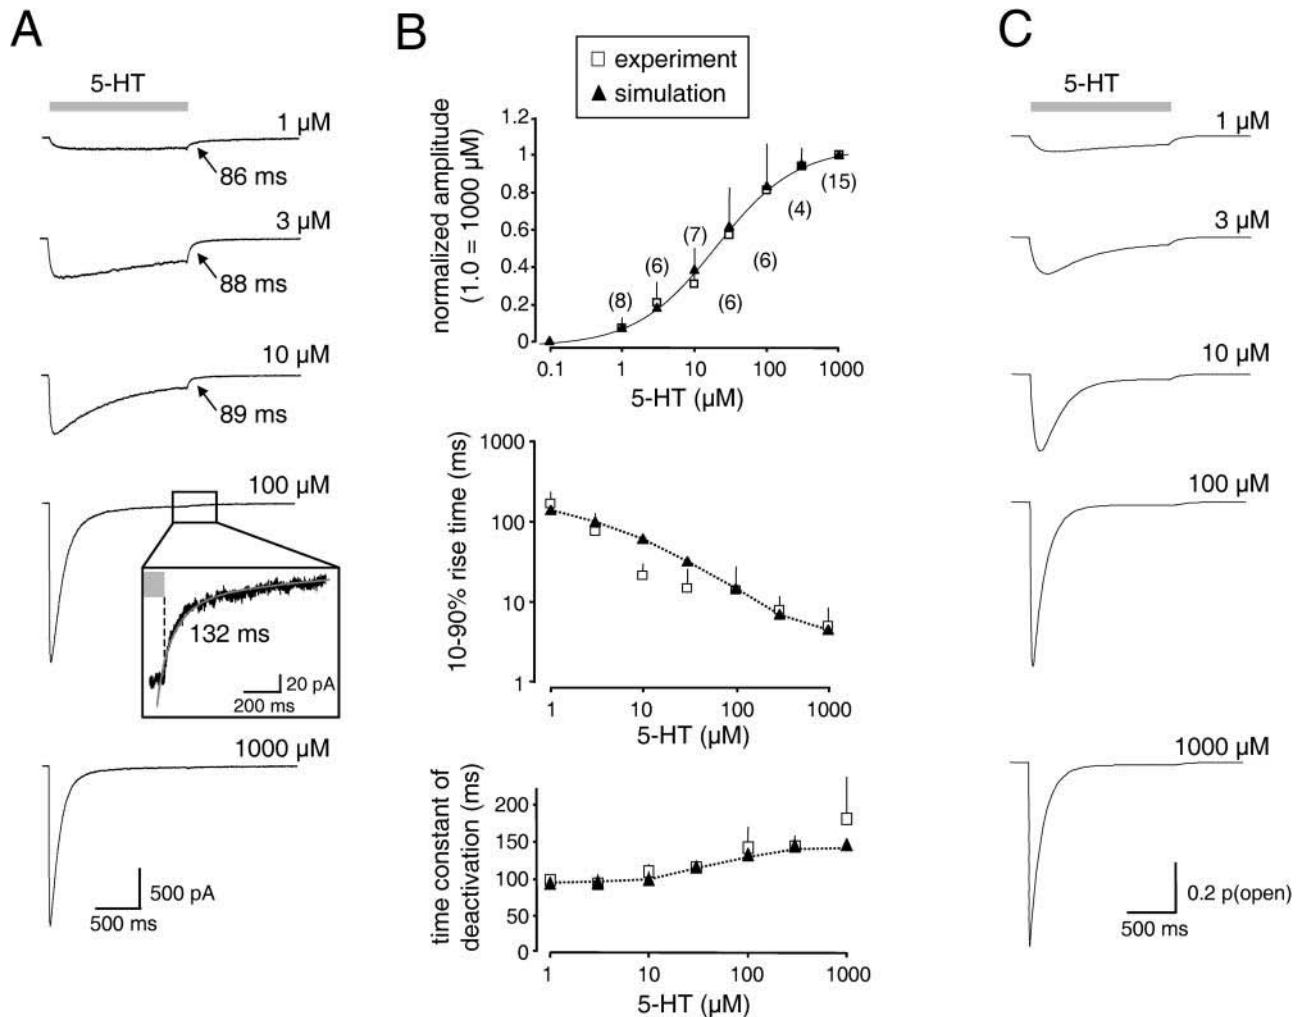 A
5-HT
1 µM
86 ms
3 µM
88 ms
10 µM
89 ms
100 µM
132 ms
20 pA
200 ms
1000 µM
500 pA
500 ms
B
experiment
simulation
normalized amplitude
(1.0 = 1000 µM)
1.2
1
0.8
0.6
0.4
0.2
0
(8)
(6)
(7)
(6)
(6)
(4)
(15)
0.1 1 10 100 1000
5-HT (µM)
10-90% rise time (ms)
1000
100
10
1
1 10 100 1000
5-HT (µM)
time constant of
deactivation (ms)
200
150
100
50
0
1 10 100 1000
5-HT (µM)
C
5-HT
1 µM
3 µM
10 µM
100 µM
1000 µM
0.2 p(open)
500 ms